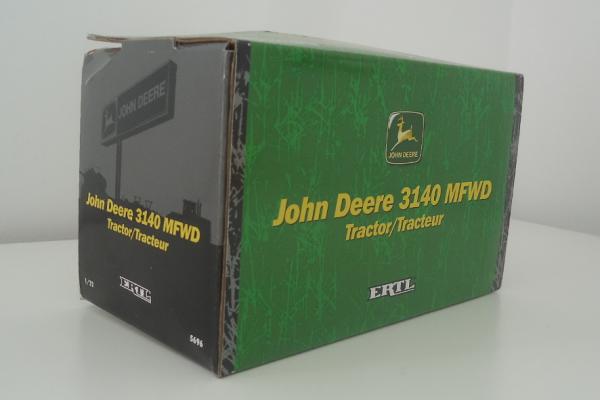 JOHN DEERE
John Deere 3140 MFWD
Tractor/Tracteur
ERTL
1/32
5696
JOHN DEERE
John Deere 3140 MFWD
Tractor/Tracteur
ERTL